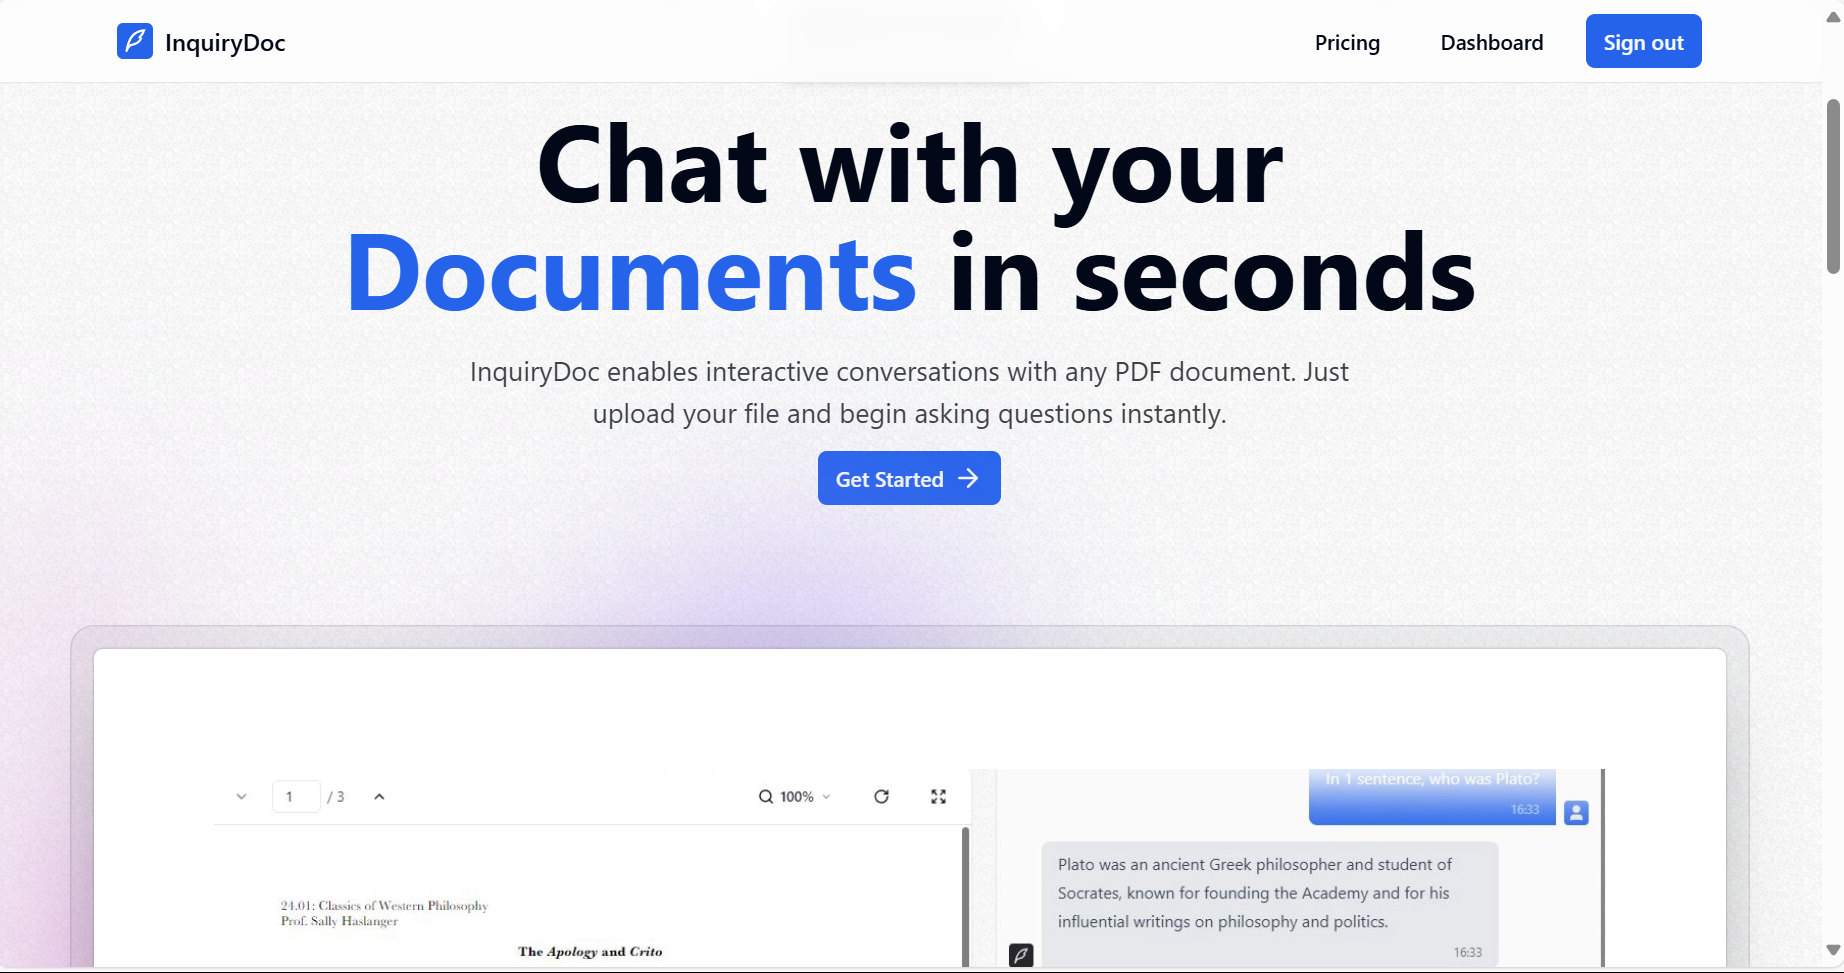 InquiryDoc
Pricing
Dashboard
Sign out
Chat with your
Documents in seconds
InquiryDoc enables interactive conversations with any PDF document. Just
upload your file and begin asking questions instantly.
Get Started
1 / 3
100%
24.01: Classics of Western Philosophy
Prof. Sally Haslanger
The Apology and Crito
In 1 sentence, who was Plato?
16:33
Plato was an ancient Greek philosopher and student of
Socrates, known for founding the Academy and for his
influential writings on philosophy and politics.
16:33